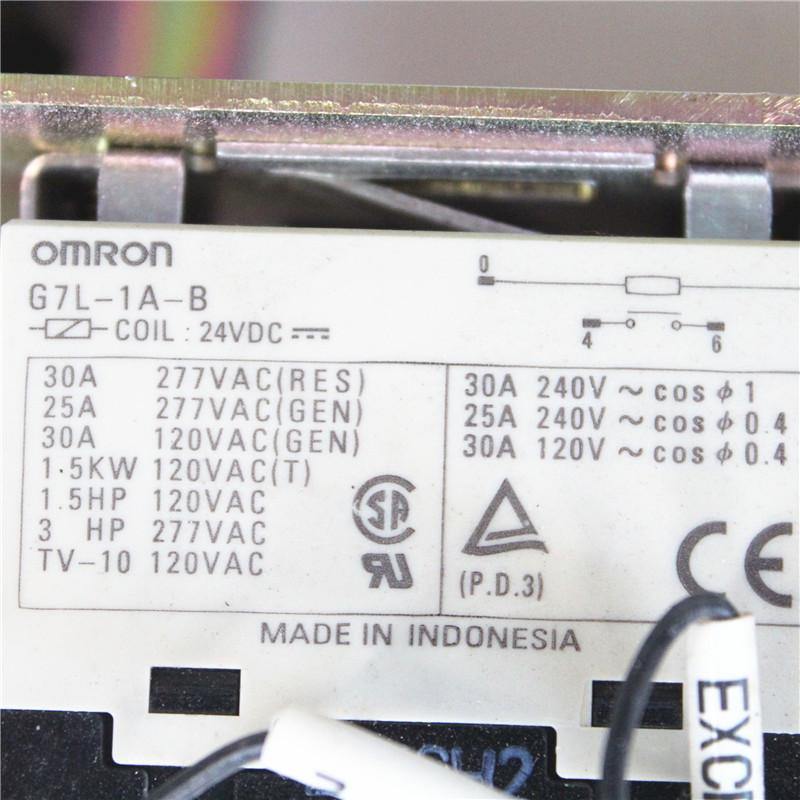 OMRON
G7L-1A-B
COIL : 24VDC
0
4
6
30A 277VAC(RES)
25A 277VAC(GEN)
30A 120VAC(GEN)
1.5KW 120VAC(T)
1.5HP 120VAC
3 HP 277VAC
TV-10 120VAC
30A 240V ~ cos ϕ 1
25A 240V ~ cos ϕ 0.4
30A 120V ~ cos ϕ 0.4
(P.D.3)
CE
MADE IN INDONESIA